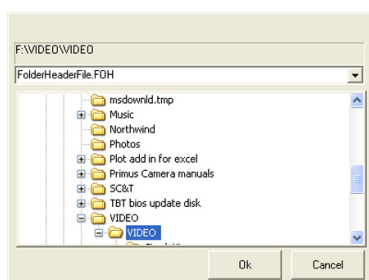 F:\VIDEO\VIDEO
FolderHeaderFile.FOH
msdownld.tmp
Music
Northwind
Photos
Plot add in for excel
Primus Camera manuals
SC&T
TBT bios update disk
VIDEO
VIDEO
Ok Cancel